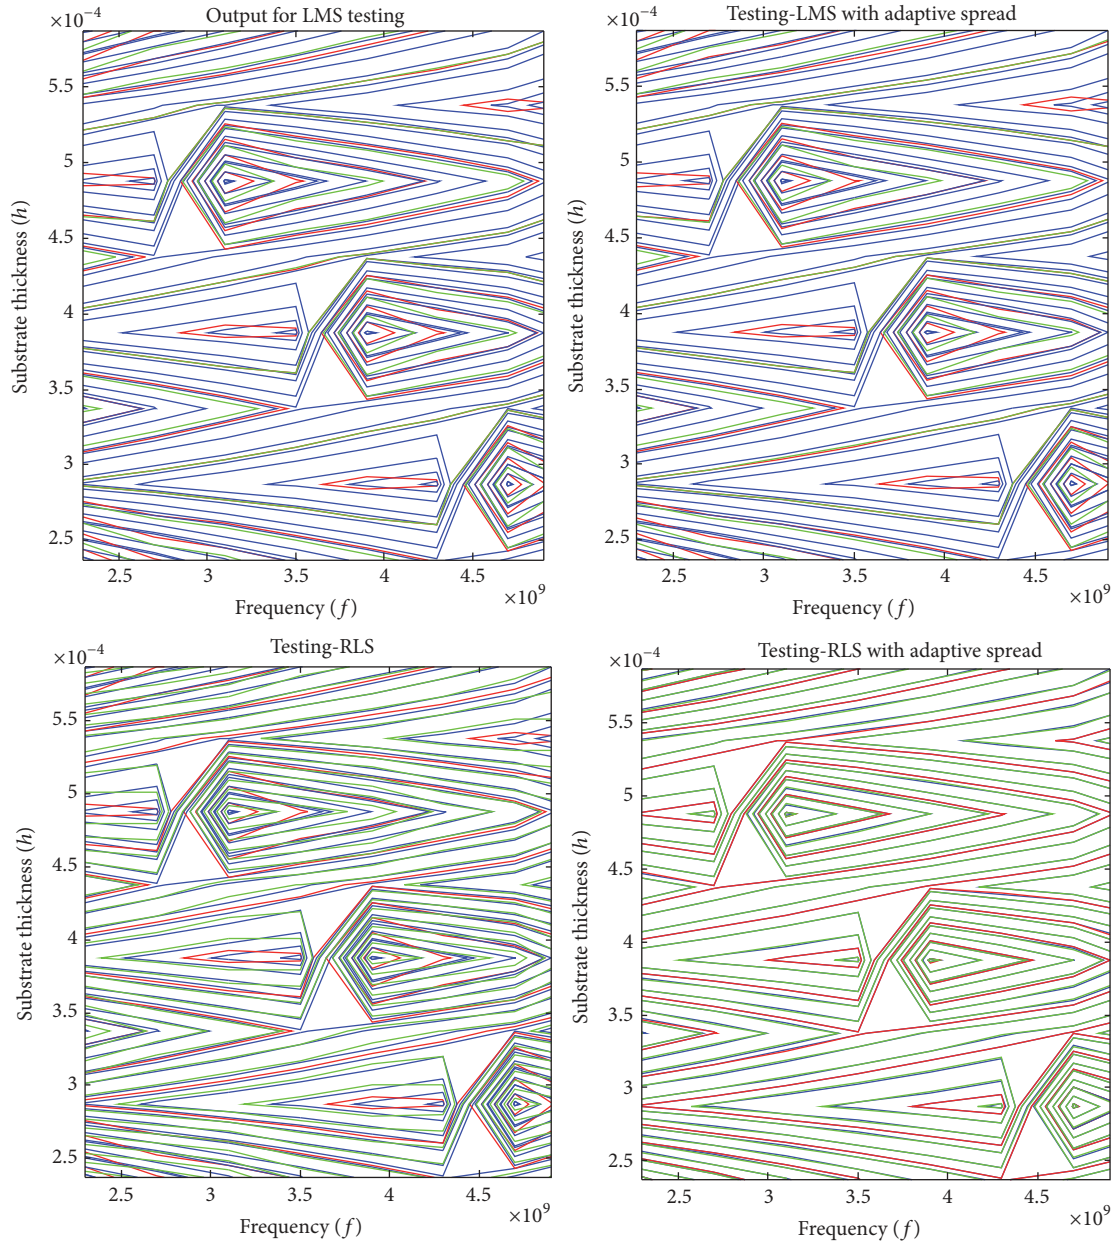 Output for LMS testing
×10⁻⁴
5.5
5
4.5
4
3.5
3
2.5
Substrate thickness (h)
2.5 3 3.5 4 4.5
×10⁹
Frequency (f)
Testing-LMS with adaptive spread
×10⁻⁴
5.5
5
4.5
4
3.5
3
2.5
Substrate thickness (h)
2.5 3 3.5 4 4.5
×10⁹
Frequency (f)
Testing-RLS
×10⁻⁴
5.5
5
4.5
4
3.5
3
2.5
Substrate thickness (h)
2.5 3 3.5 4 4.5
×10⁹
Frequency (f)
Testing-RLS with adaptive spread
×10⁻⁴
5.5
5
4.5
4
3.5
3
2.5
Substrate thickness (h)
2.5 3 3.5 4 4.5
×10⁹
Frequency (f)